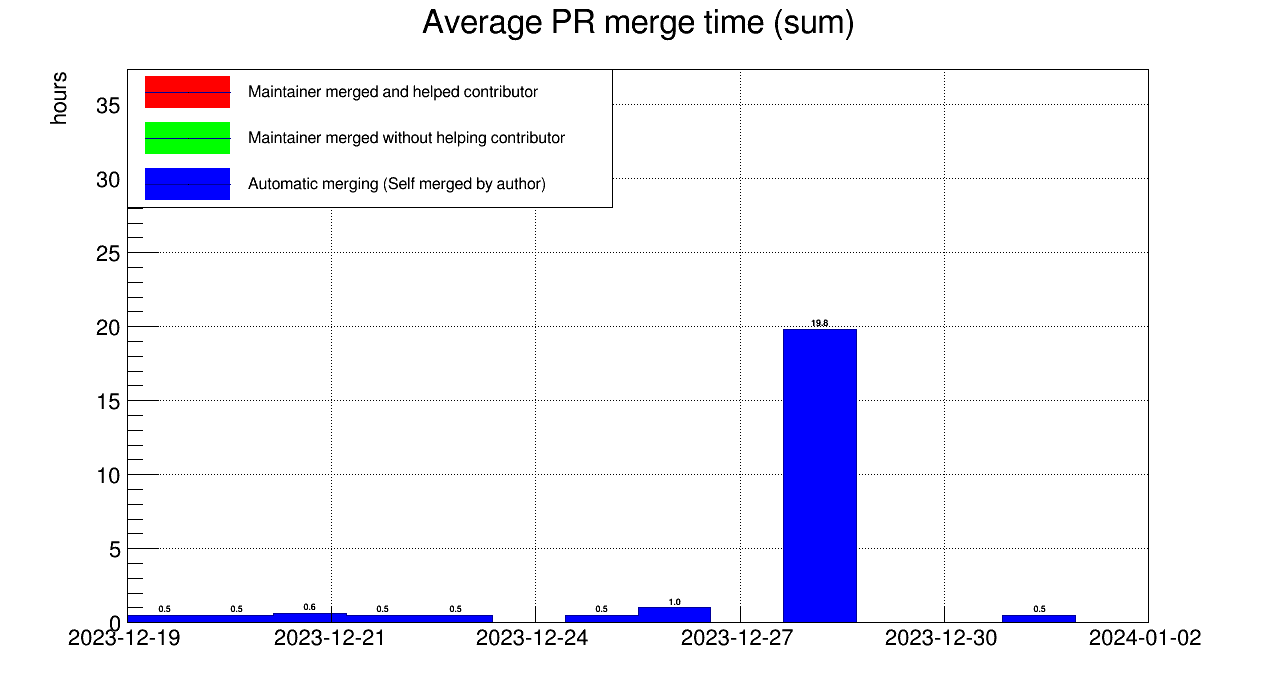 Average PR merge time (sum)
hours
Maintainer merged and helped contributor
Maintainer merged without helping contributor
Automatic merging (Self merged by author)
35
30
25
20
15
10
5
0
19.8
0.5 0.5 0.6 0.5 0.5 0.5 1.0 0.5
2023-12-19 2023-12-21 2023-12-24 2023-12-27 2023-12-30 2024-01-02